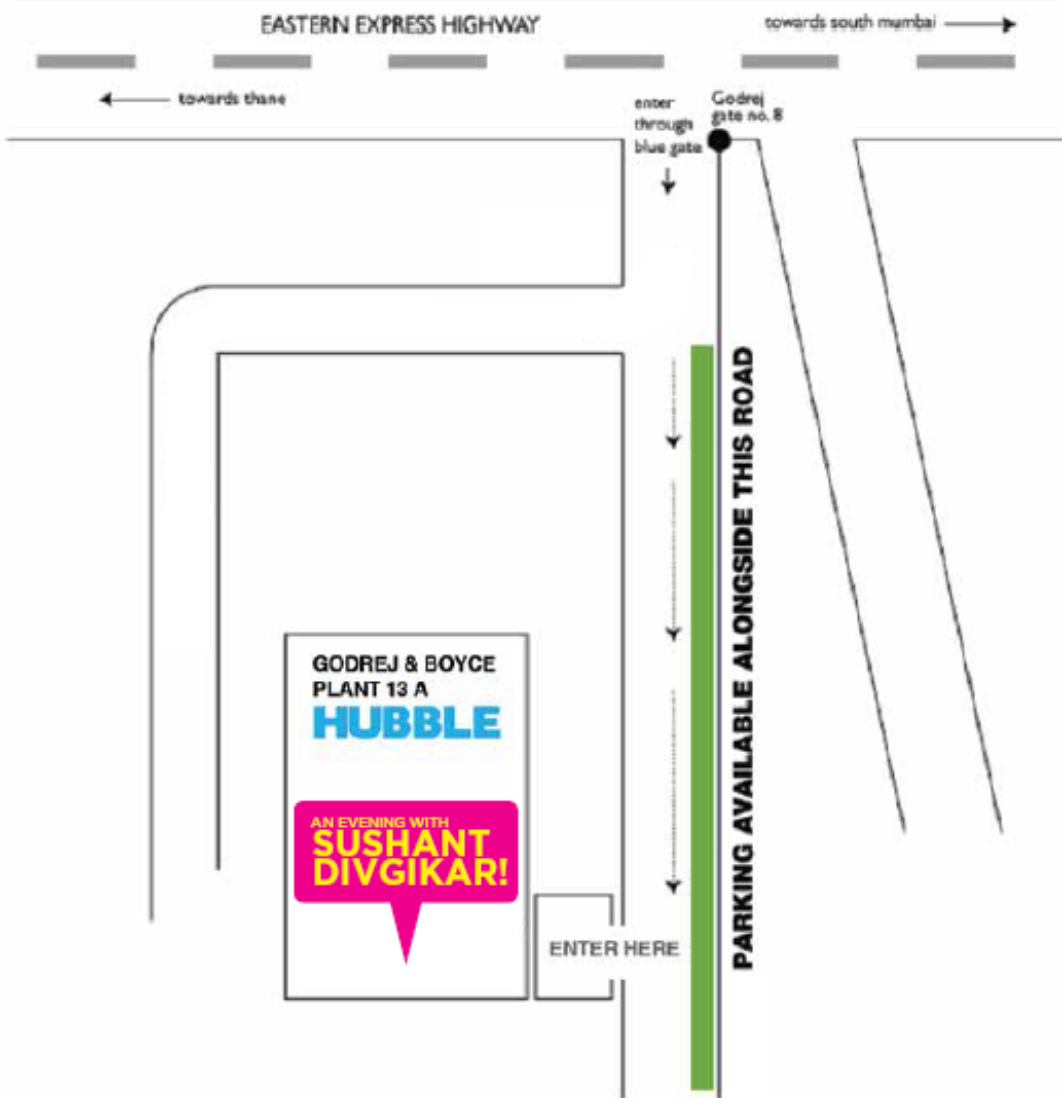 EASTERN EXPRESS HIGHWAY
towards south mumbai
towards thane
enter
through
blue gate
Godrej
gate no. 8
PARKING AVAILABLE ALONGSIDE THIS ROAD
GODREJ & BOYCE
PLANT 13 A
HUBBLE
AN EVENING WITH
SUSHANT
DIVGIKAR!
ENTER HERE